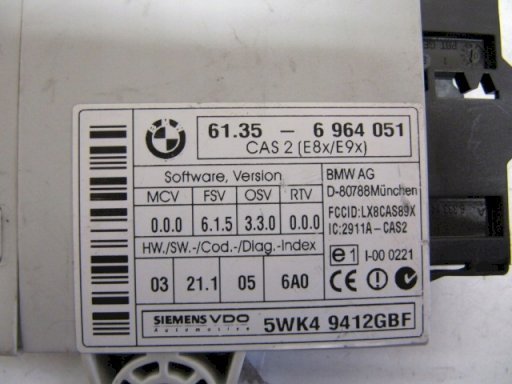 BMW
61.35 - 6 964 051
CAS 2 (E8x/E9x)
Software, Version
MCV FSV OSV RTV
0.0.0 6.1.5 3.3.0 0.0.0
HW./SW.-/Cod.-/Diag.-Index
03 21.1 05 6A0
BMW AG
D-80788München
FCCID:LX8CAS89X
IC:2911A-CAS2
e1 I-00 0221
CE
SIEMENS VDO
Automotive
5WK4 9412GBF